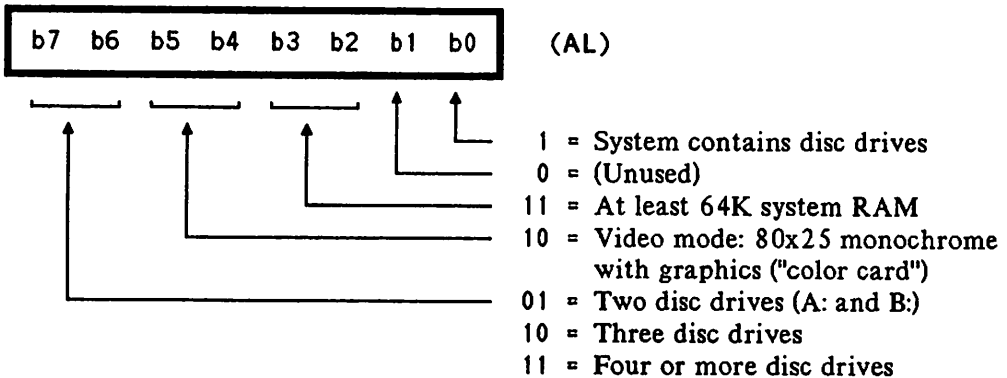 b7 b6 b5 b4 b3 b2 b1 b0 (AL)
1 = System contains disc drives
0 = (Unused)
11 = At least 64K system RAM
10 = Video mode: 80x25 monochrome
with graphics ("color card")
01 = Two disc drives (A: and B:)
10 = Three disc drives
11 = Four or more disc drives